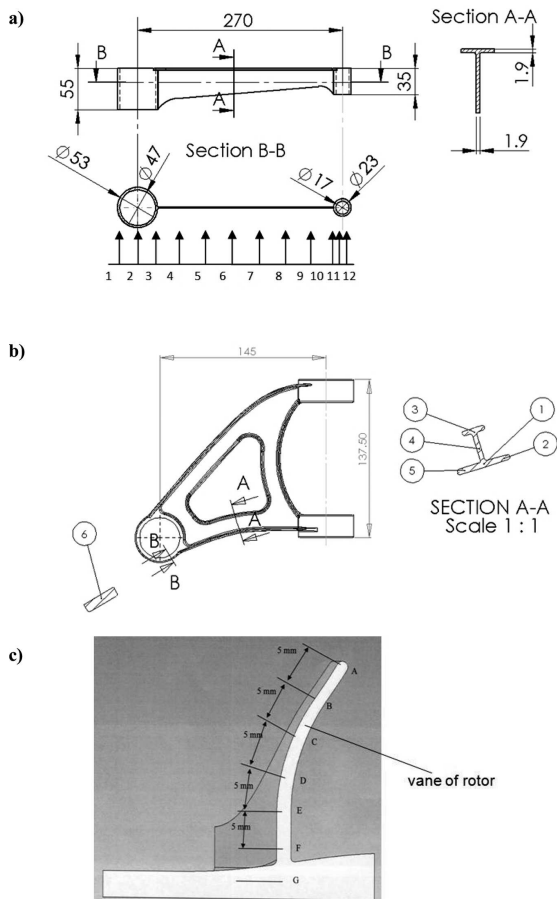 a)
270
Section A-A
B
A
B
55
35
1.9
A
Section B-B
1.9
Ø53
Ø47
Ø17
Ø23
1 2 3 4 5 6 7 8 9 10 11 12
b)
145
3
1
4
2
A
137.50
5
SECTION A-A
Scale 1 : 1
A
6
B
B
c)
5 mm
A
5 mm
B
5 mm
C
vane of rotor
5 mm
D
E
5 mm
F
G